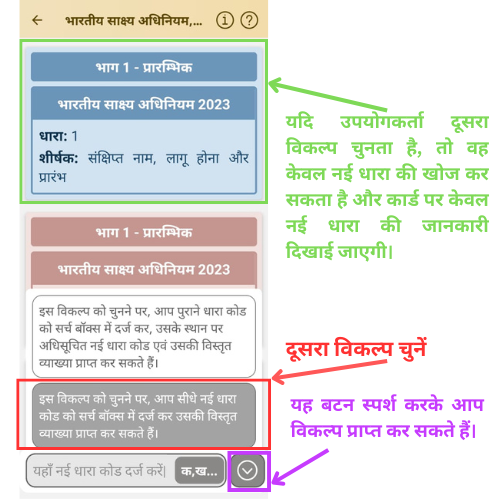 भारतीय साक्ष्य अधिनियम,...
भाग 1 - प्रारम्भिक
भारतीय साक्ष्य अधिनियम 2023
धारा: 1
शीर्षक: संक्षिप्त नाम, लागू होना और
प्रारंभ
यदि उपयोगकर्ता दूसरा
विकल्प चुनता है, तो वह
केवल नई धारा की खोज कर
सकता है और कार्ड पर केवल
नई धारा की जानकारी
दिखाई जाएगी।
भाग 1 - प्रारम्भिक
भारतीय साक्ष्य अधिनियम 2023
इस विकल्प को चुनने पर, आप पुराने धारा कोड
को सर्च बॉक्स में दर्ज कर, उसके स्थान पर
अधिसूचित नई धारा कोड एवं उसकी विस्तृत
व्याख्या प्राप्त कर सकते हैं।
दूसरा विकल्प चुनें
इस विकल्प को चुनने पर, आप सीधे नई धारा
कोड को सर्च बॉक्स में दर्ज कर उसकी विस्तृत
व्याख्या प्राप्त कर सकते हैं।
यह बटन स्पर्श करके आप
विकल्प प्राप्त कर सकते हैं।
यहाँ नई धारा कोड दर्ज करें
क,ख...